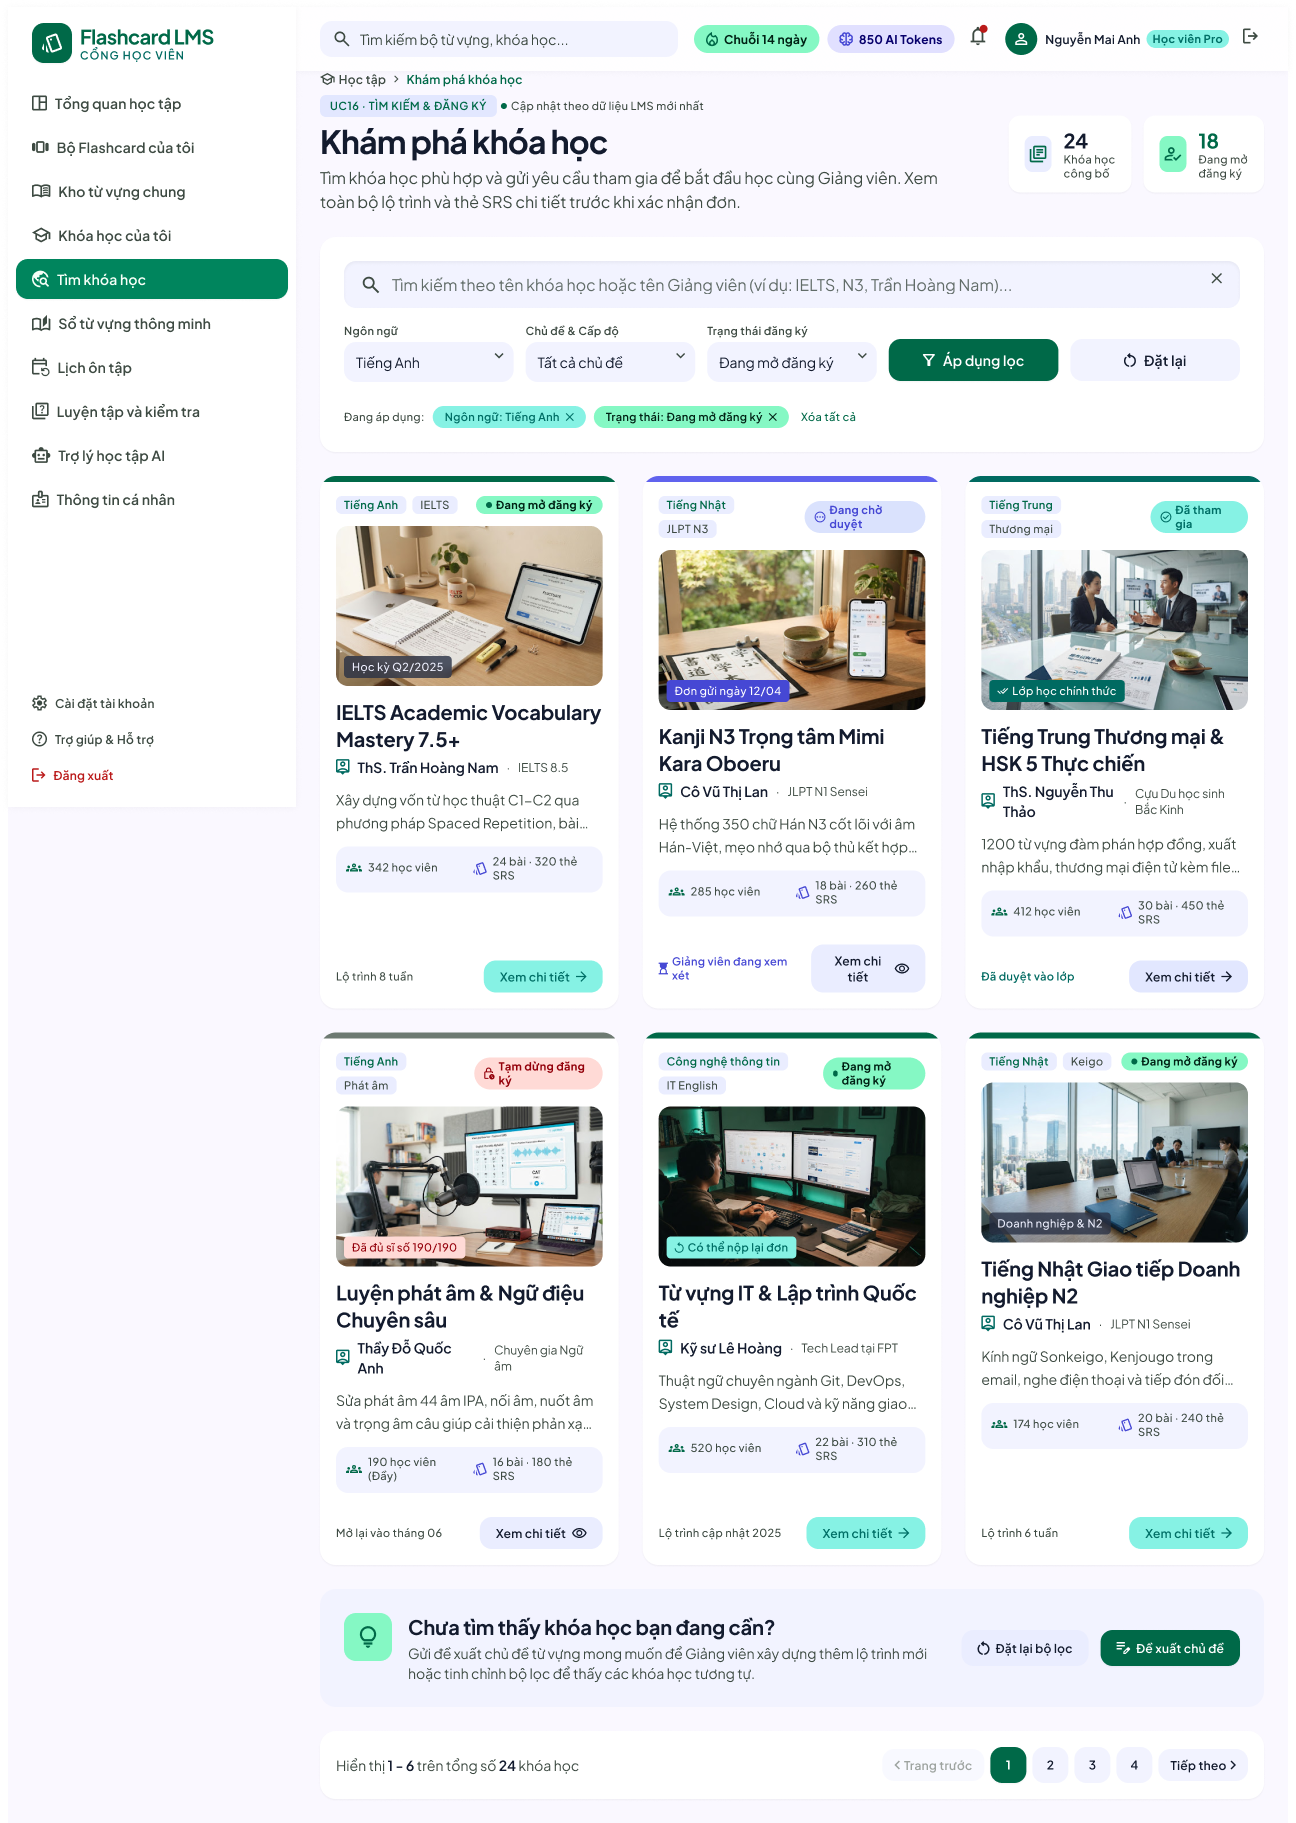 Flashcard LMS
CỔNG HỌC VIÊN
Tổng quan học tập
Bộ Flashcard của tôi
Kho từ vựng chung
Khóa học của tôi
Tìm khóa học
Sổ từ vựng thông minh
Lịch ôn tập
Luyện tập và kiểm tra
Trợ lý học tập AI
Thông tin cá nhân
Cài đặt tài khoản
Trợ giúp & Hỗ trợ
Đăng xuất
Tìm kiếm bộ từ vựng, khóa học...
Chuỗi 14 ngày
850 AI Tokens
Nguyễn Mai Anh
Học viên Pro
Học tập
Khám phá khóa học
UC16 · TÌM KIẾM & ĐĂNG KÝ
Cập nhật theo dữ liệu LMS mới nhất
Khám phá khóa học
Tìm khóa học phù hợp và gửi yêu cầu tham gia để bắt đầu học cùng Giảng viên. Xem
toàn bộ lộ trình và thẻ SRS chi tiết trước khi xác nhận đơn.
24
Khóa học
công bố
18
Đang mở
đăng ký
Tìm kiếm theo tên khóa học hoặc tên Giảng viên (ví dụ: IELTS, N3, Trần Hoàng Nam)...
Ngôn ngữ
Tiếng Anh
Chủ đề & Cấp độ
Tất cả chủ đề
Trạng thái đăng ký
Đang mở đăng ký
Áp dụng lọc
Đặt lại
Đang áp dụng:
Ngôn ngữ: Tiếng Anh
Trạng thái: Đang mở đăng ký
Xóa tất cả
Tiếng Anh
IELTS
Đang mở đăng ký
Học kỳ Q2/2025
IELTS Academic Vocabulary
Mastery 7.5+
ThS. Trần Hoàng Nam · IELTS 8.5
Xây dựng vốn từ học thuật C1–C2 qua
phương pháp Spaced Repetition, bài...
342 học viên
24 bài · 320 thẻ
SRS
Lộ trình 8 tuần
Xem chi tiết
Tiếng Nhật
JLPT N3
Đang chờ
duyệt
Đơn gửi ngày 12/04
Kanji N3 Trọng tâm Mimi
Kara Oboeru
Cô Vũ Thị Lan · JLPT N1 Sensei
Hệ thống 350 chữ Hán N3 cốt lõi với âm
Hán-Việt, mẹo nhớ qua bộ thủ kết hợp...
285 học viên
18 bài · 260 thẻ
SRS
Giảng viên đang xem
xét
Xem chi
tiết
Tiếng Trung
Thương mại
Đã tham
gia
Lớp học chính thức
Tiếng Trung Thương mại &
HSK 5 Thực chiến
ThS. Nguyễn Thu
Thảo
· Cựu Du học sinh
Bắc Kinh
1200 từ vựng đàm phán hợp đồng, xuất
nhập khẩu, thương mại điện tử kèm file...
412 học viên
30 bài · 450 thẻ
SRS
Đã duyệt vào lớp
Xem chi tiết
Tiếng Anh
Phát âm
Tạm dừng đăng
ký
Đã đủ sĩ số 190/190
Luyện phát âm & Ngữ điệu
Chuyên sâu
Thầy Đỗ Quốc
Anh
· Chuyên gia Ngữ
âm
Sửa phát âm 44 âm IPA, nối âm, nuốt âm
và trọng âm câu giúp cải thiện phản xạ...
190 học viên
(Đầy)
16 bài · 180 thẻ
SRS
Mở lại vào tháng 06
Xem chi tiết
Công nghệ thông tin
IT English
Đang mở
đăng ký
Có thể nộp lại đơn
Từ vựng IT & Lập trình Quốc
tế
Kỹ sư Lê Hoàng · Tech Lead tại FPT
Thuật ngữ chuyên ngành Git, DevOps,
System Design, Cloud và kỹ năng giao...
520 học viên
22 bài · 310 thẻ
SRS
Lộ trình cập nhật 2025
Xem chi tiết
Tiếng Nhật
Keigo
Đang mở đăng ký
Doanh nghiệp & N2
Tiếng Nhật Giao tiếp Doanh
nghiệp N2
Cô Vũ Thị Lan · JLPT N1 Sensei
Kính ngữ Sonkeigo, Kenjougo trong
email, nghe điện thoại và tiếp đón đối...
174 học viên
20 bài · 240 thẻ
SRS
Lộ trình 6 tuần
Xem chi tiết
Chưa tìm thấy khóa học bạn đang cần?
Gửi đề xuất chủ đề từ vựng mong muốn để Giảng viên xây dựng thêm lộ trình mới
hoặc tinh chỉnh bộ lọc để thấy các khóa học tương tự.
Đặt lại bộ lọc
Đề xuất chủ đề
Hiển thị 1 - 6 trên tổng số 24 khóa học
Trang trước
1
2
3
4
Tiếp theo